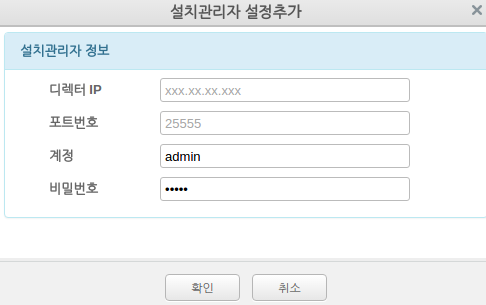 설치관리자 설정추가 ×
설치관리자 정보
디렉터 IP xxx.xx.xx.xxx
포트번호 25555
계정 admin
비밀번호 •••••
확인 취소